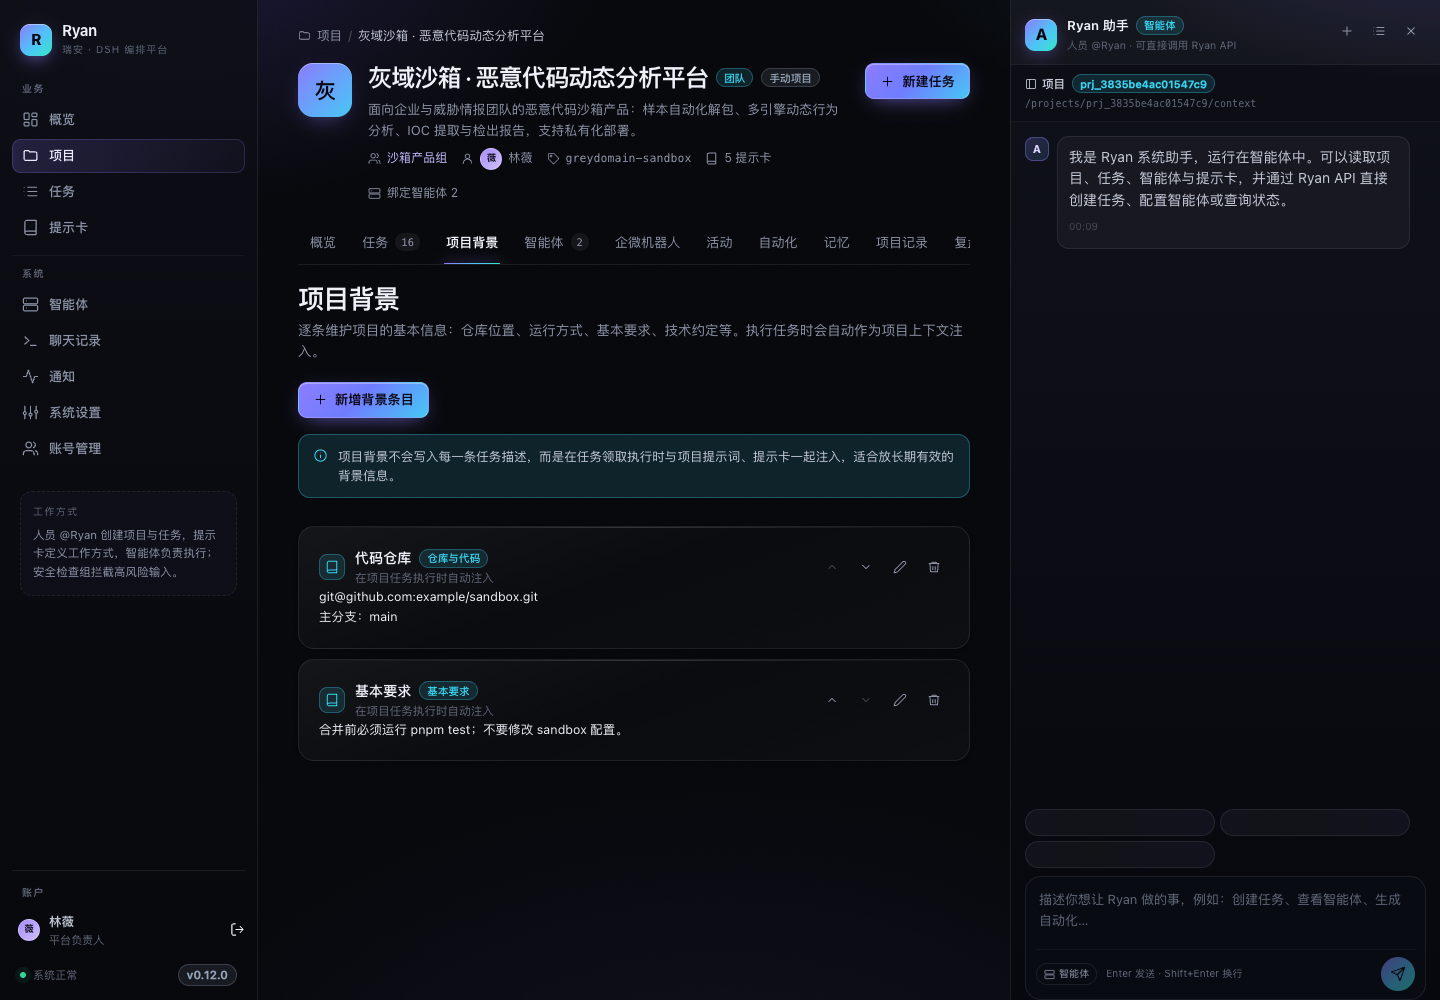 R
Ryan
瑞安 · DSH 编排平台
业务
概览
项目
任务
提示卡
系统
智能体
聊天记录
通知
系统设置
账号管理
工作方式
人员 @Ryan 创建项目与任务，提示
卡定义工作方式，智能体负责执行；
安全检查组拦截高风险输入。
账户
薇
林薇
平台负责人
系统正常
v0.12.0
项目 / 灰域沙箱 · 恶意代码动态分析平台
灰
灰域沙箱 · 恶意代码动态分析平台 团队 手动项目
新建任务
面向企业与威胁情报团队的恶意代码沙箱产品：样本自动化解包、多引擎动态行为
分析、IOC 提取与检出报告，支持私有化部署。
沙箱产品组 薇 林薇 greydomain-sandbox 5 提示卡
绑定智能体 2
概览 任务 16 项目背景 智能体 2 企微机器人 活动 自动化 记忆 项目记录
项目背景
逐条维护项目的基本信息：仓库位置、运行方式、基本要求、技术约定等。执行任务时会自动作为项目上下文注
入。
新增背景条目
项目背景不会写入每一条任务描述，而是在任务领取执行时与项目提示词、提示卡一起注入，适合放长期有效的
背景信息。
代码仓库 仓库与代码
在项目任务执行时自动注入
git@github.com:example/sandbox.git
主分支：main
基本要求 基本要求
在项目任务执行时自动注入
合并前必须运行 pnpm test；不要修改 sandbox 配置。
A
Ryan 助手 智能体
人员 @Ryan · 可直接调用 Ryan API
项目 prj_3835be4ac01547c9
/projects/prj_3835be4ac01547c9/context
A
我是 Ryan 系统助手，运行在智能体中。可以读取项
目、任务、智能体与提示卡，并通过 Ryan API 直接
创建任务、配置智能体或查询状态。
00:09
描述你想让 Ryan 做的事，例如：创建任务、查看智能体、生成
自动化...
智能体 Enter 发送 · Shift+Enter 换行